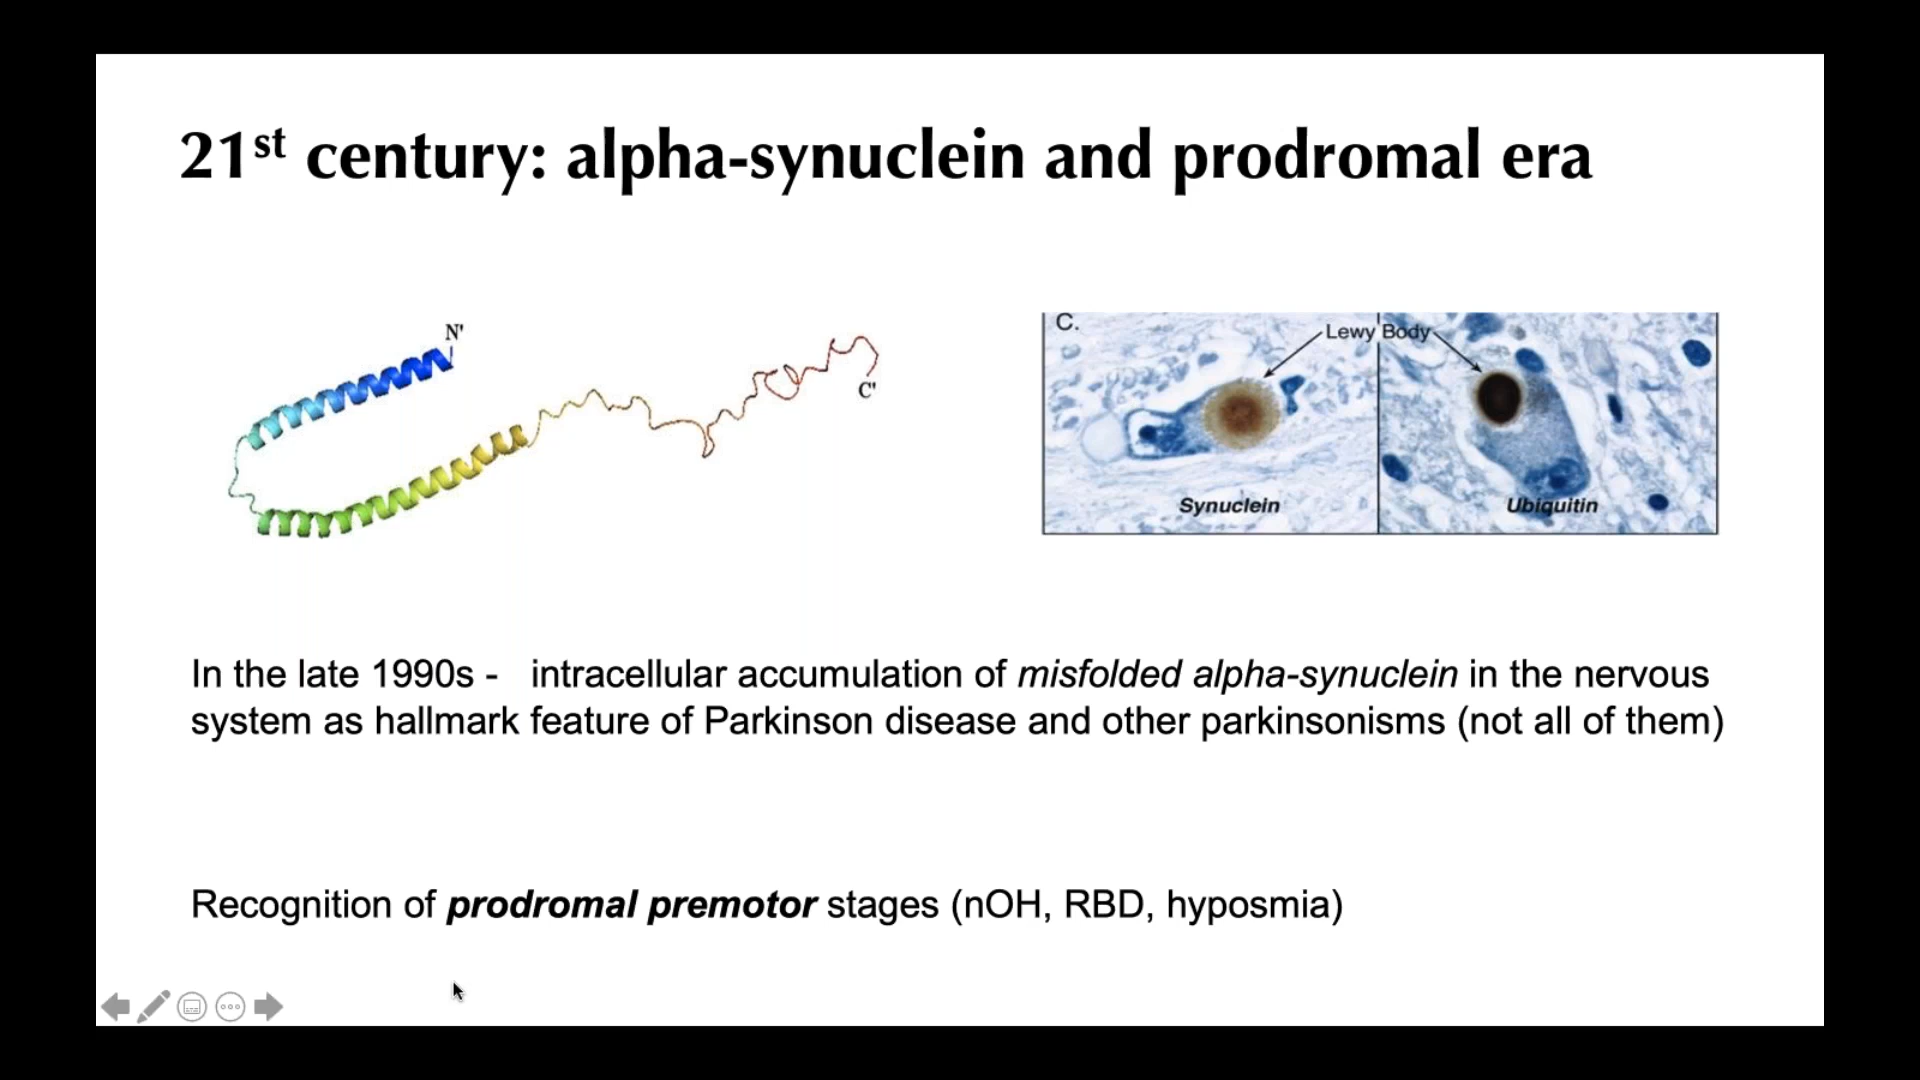 21st century: alpha-synuclein and prodromal era
N'
C'
C.
Lewy Body
Synuclein
Ubiquitin
In the late 1990s - intracellular accumulation of misfolded alpha-synuclein in the nervous
system as hallmark feature of Parkinson disease and other parkinsonisms (not all of them)
Recognition of prodromal premotor stages (nOH, RBD, hyposmia)